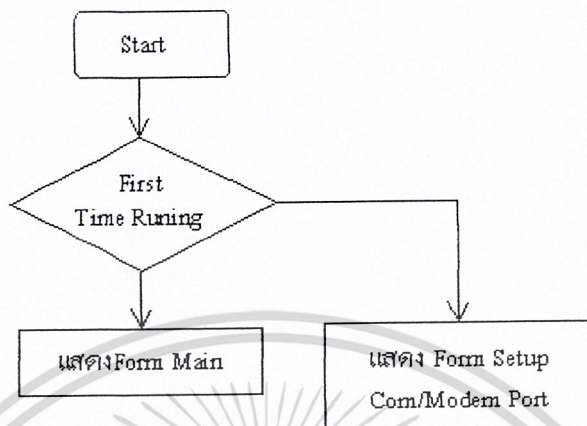 Start
First
Time Runing
แสดงForm Main
แสดง Form Setup
Com/Modem Port